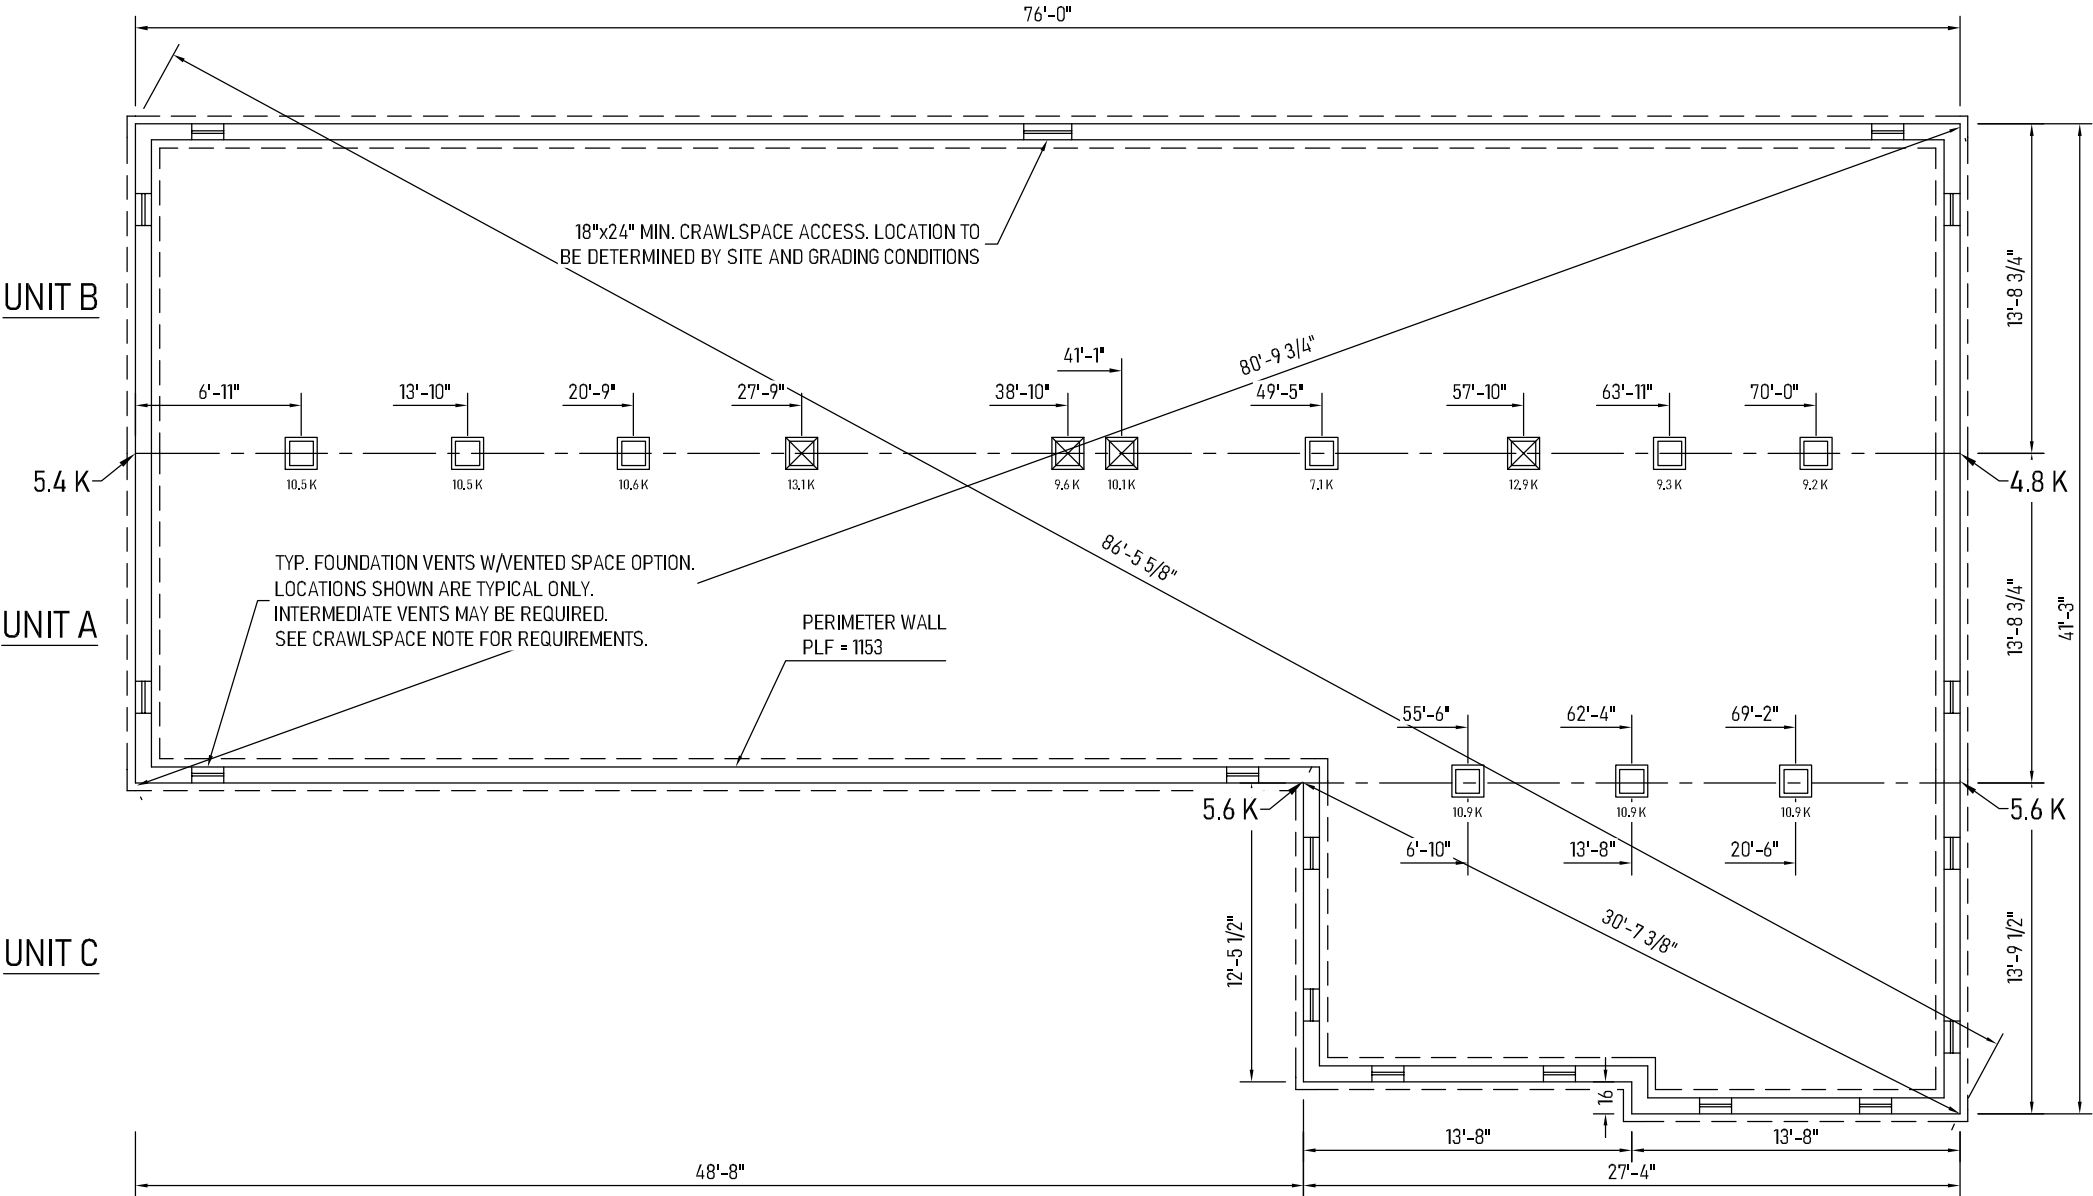 76'-0"
18"x24" MIN. CRAWLSPACE ACCESS. LOCATION TO
BE DETERMINED BY SITE AND GRADING CONDITIONS
13'-8 3/4"
UNIT B
80'-9 3/4"
41'-1"
6'-11"
13'-10"
20'-9"
27'-9"
38'-10"
49'-5"
57'-10"
63'-11"
70'-0"
5.4 K
10.5 K
10.5 K
10.6 K
13.1 K
9.6 K
10.1 K
7.1 K
12.9 K
9.3 K
9.2 K
4.8 K
86'-5 5/8"
TYP. FOUNDATION VENTS W/VENTED SPACE OPTION.
LOCATIONS SHOWN ARE TYPICAL ONLY.
INTERMEDIATE VENTS MAY BE REQUIRED.
SEE CRAWLSPACE NOTE FOR REQUIREMENTS.
UNIT A
PERIMETER WALL
PLF = 1153
13'-8 3/4"
41'-3"
55'-6"
62'-4"
69'-2"
5.6 K
10.9 K
10.9 K
10.9 K
5.6 K
6'-10"
13'-8"
20'-6"
UNIT C
12'-5 1/2"
30'-7 3/8"
13'-9 1/2"
16
13'-8"
13'-8"
48'-8"
27'-4"